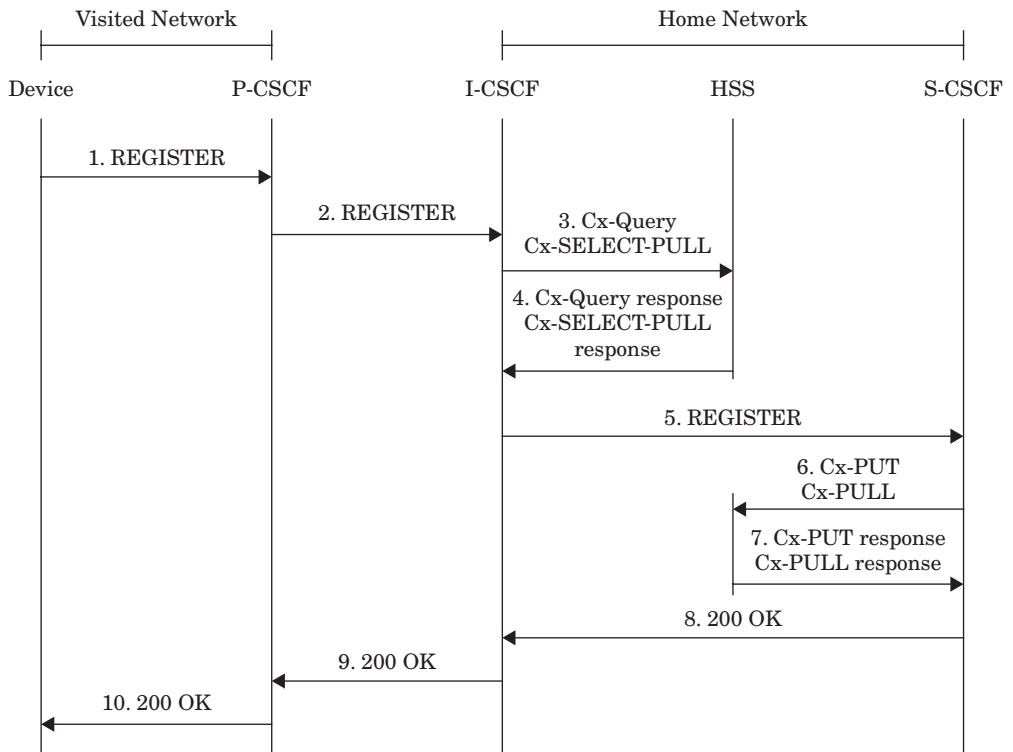 Visited Network
Home Network
Device
P-CSCF
I-CSCF
HSS
S-CSCF
1. REGISTER
2. REGISTER
3. Cx-Query
Cx-SELECT-PULL
4. Cx-Query response
Cx-SELECT-PULL
response
5. REGISTER
6. Cx-PUT
Cx-PULL
7. Cx-PUT response
Cx-PULL response
8. 200 OK
9. 200 OK
10. 200 OK